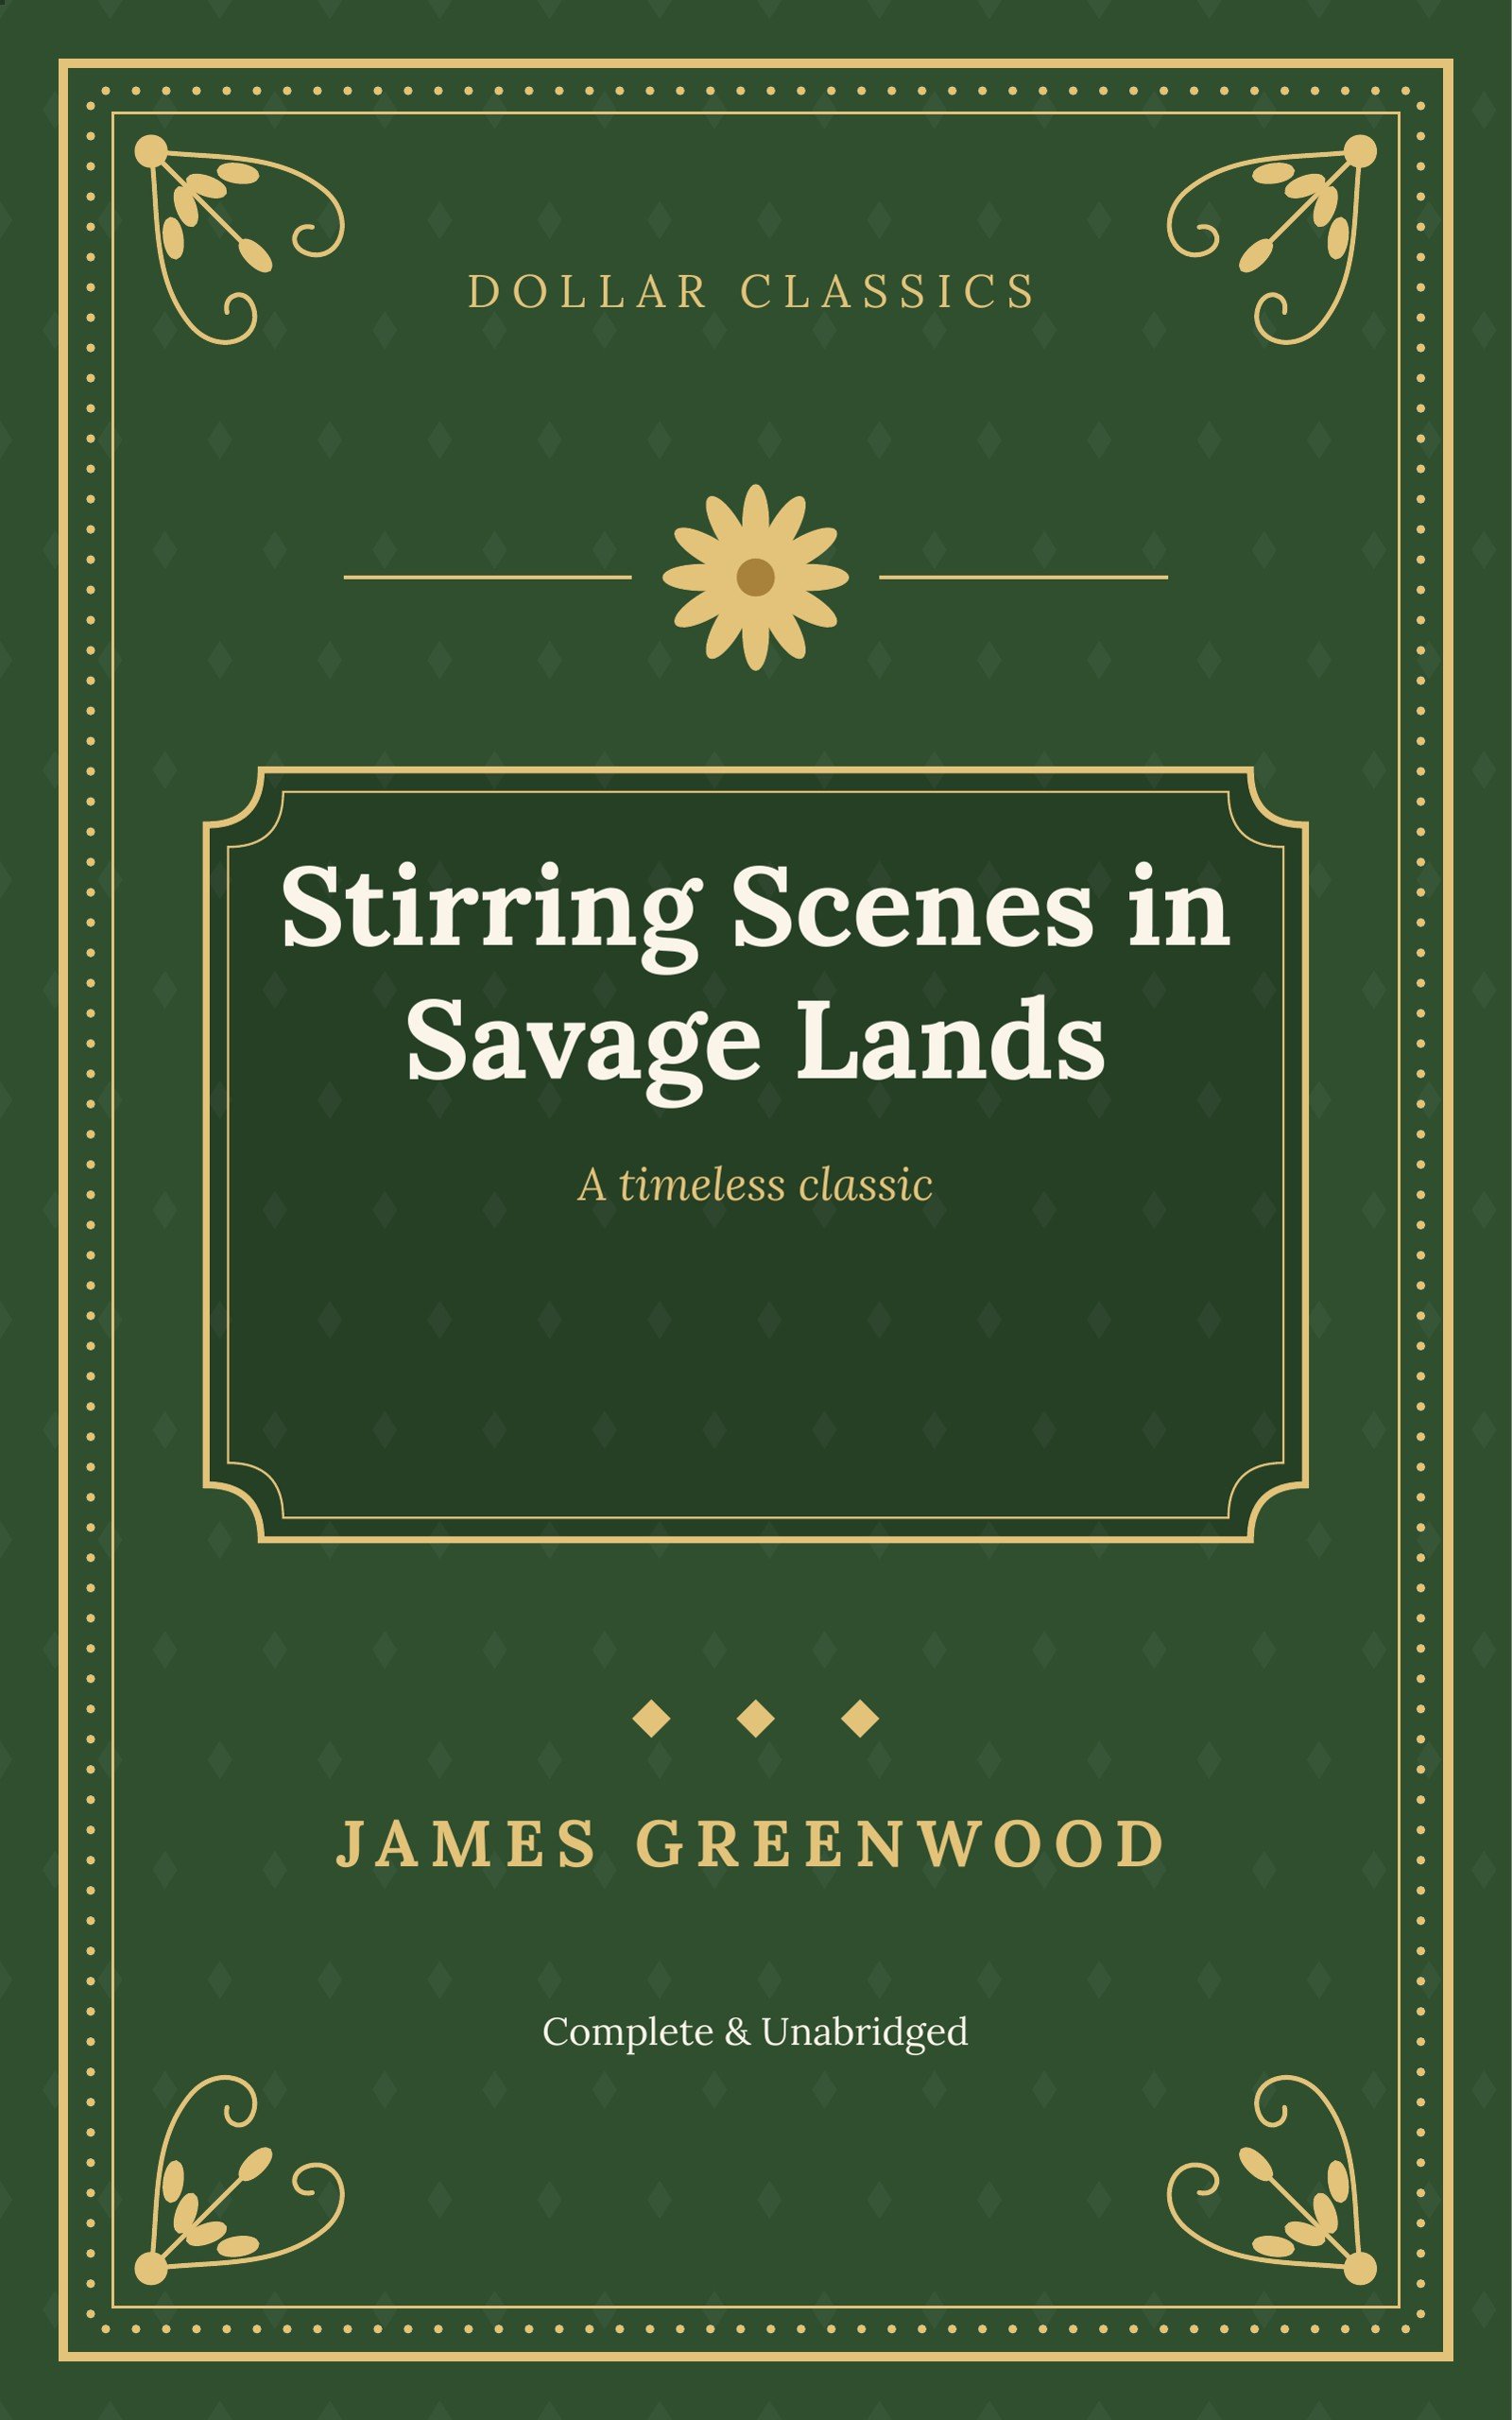 DOLLAR CLASSICS
Stirring Scenes in
Savage Lands
A timeless classic
JAMES GREENWOOD
Complete & Unabridged